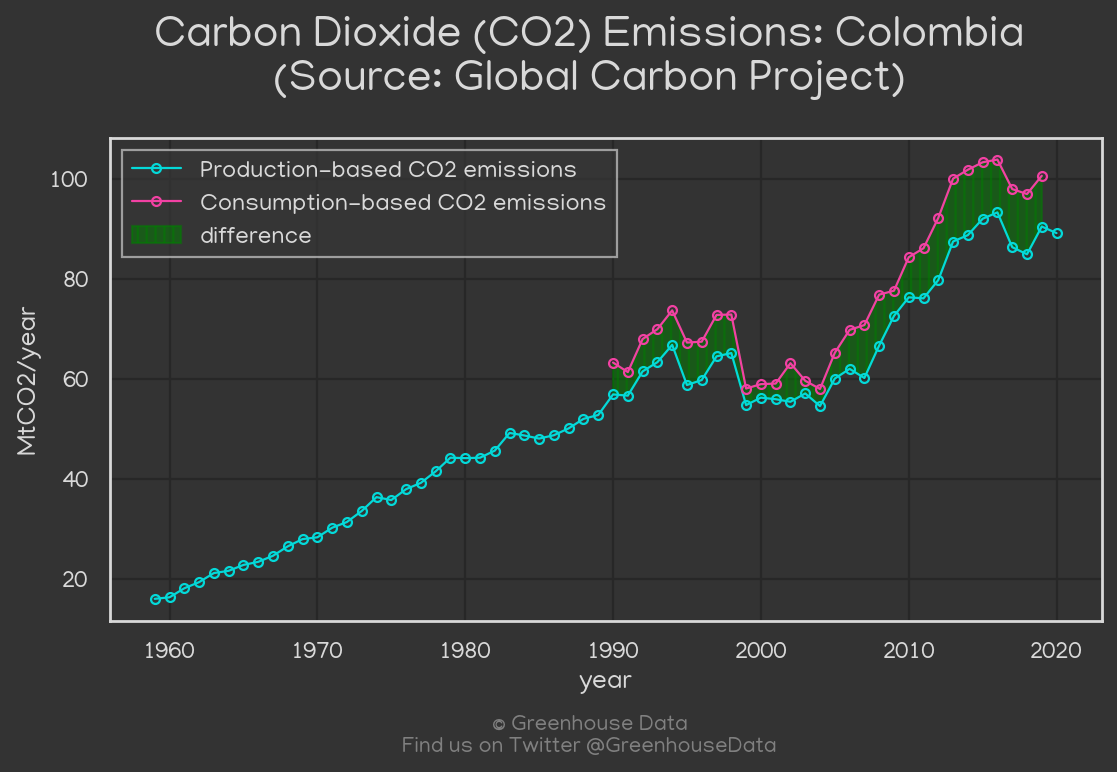 Carbon Dioxide (CO2) Emissions: Colombia
(Source: Global Carbon Project)
Production-based CO2 emissions
Consumption-based CO2 emissions
difference
100
80
60
40
20
MtCO2/year
1960 1970 1980 1990 2000 2010 2020
year
© Greenhouse Data
Find us on Twitter @GreenhouseData